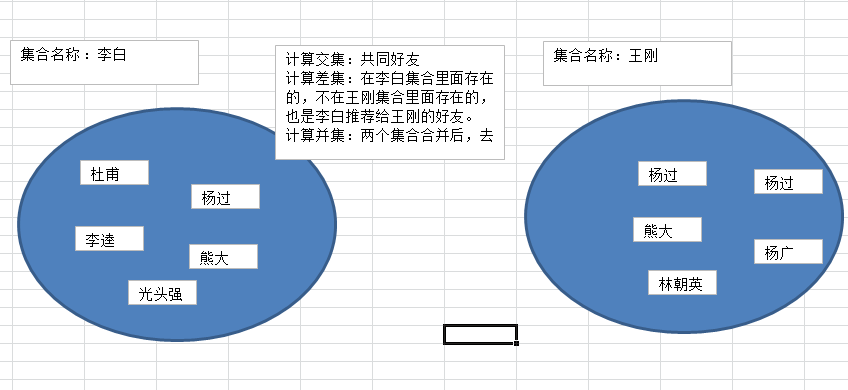 集合名称：李白
计算交集：共同好友
计算差集：在李白集合里面存在
的，不在王刚集合里面存在的，
也是李白推荐给王刚的好友。
计算并集：两个集合合并后，去
集合名称：王刚
杜甫
杨过
李逵
熊大
光头强
杨过
杨过
熊大
杨广
林朝英